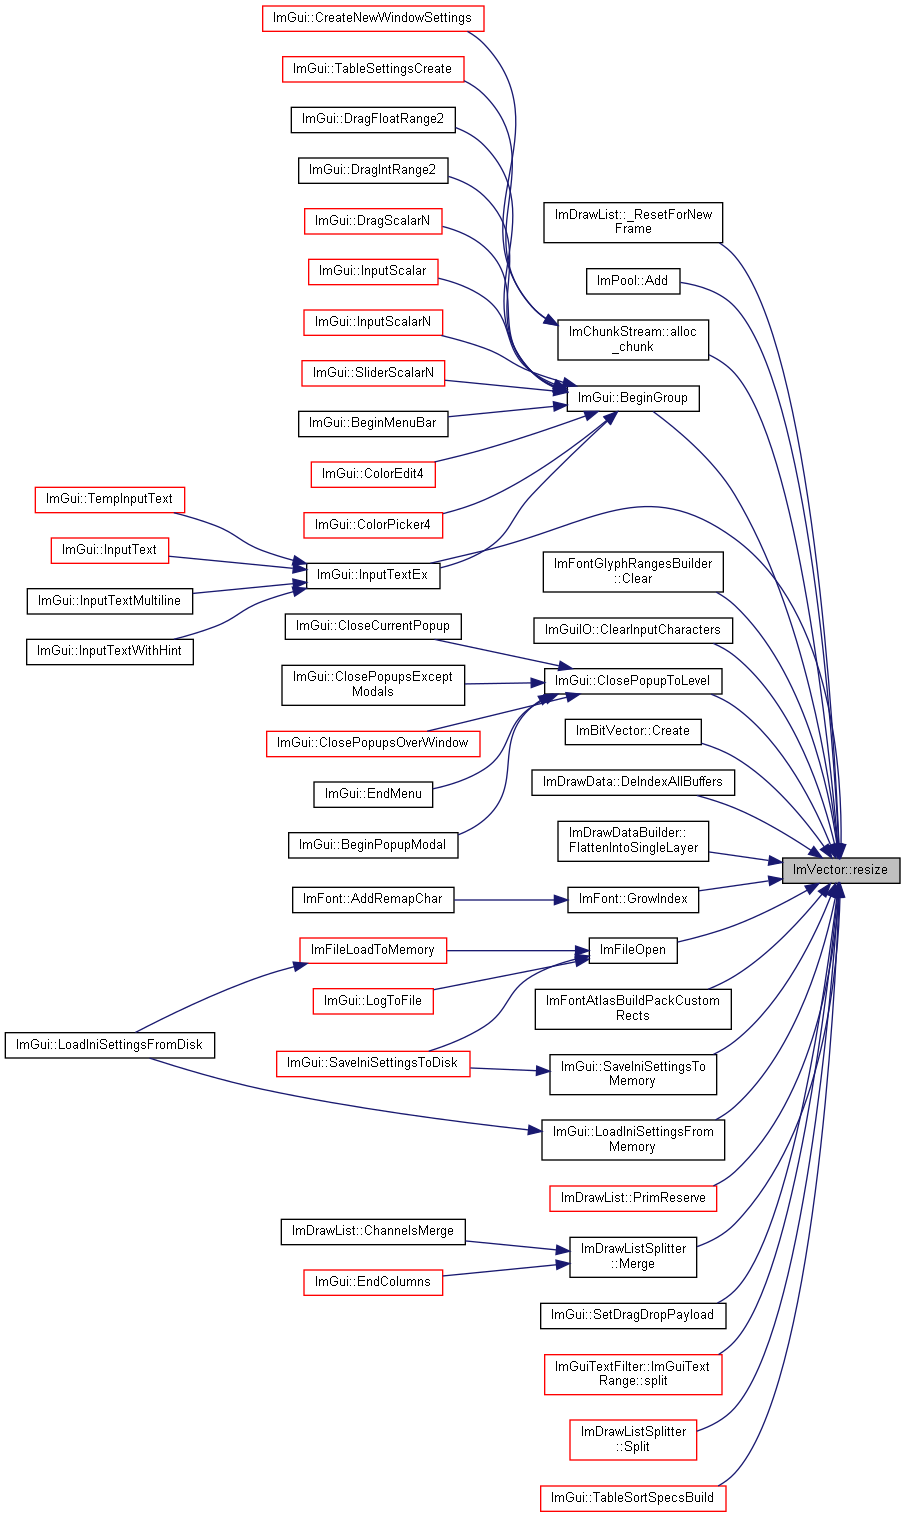 ImGui::CreateNewWindowSettings
ImGui::TableSettingsCreate
ImGui::DragFloatRange2
ImGui::DragIntRange2
ImGui::DragScalarN
ImGui::InputScalar
ImGui::InputScalarN
ImGui::SliderScalarN
ImGui::BeginMenuBar
ImGui::ColorEdit4
ImGui::ColorPicker4
ImGui::TempInputText
ImGui::InputText
ImGui::InputTextMultiline
ImGui::InputTextWithHint
ImGui::InputTextEx
ImGui::CloseCurrentPopup
ImGui::ClosePopupsExcept
Modals
ImGui::ClosePopupsOverWindow
ImGui::EndMenu
ImGui::BeginPopupModal
ImFont::AddRemapChar
ImFileLoadToMemory
ImGui::LogToFile
ImGui::LoadIniSettingsFromDisk
ImGui::SaveIniSettingsToDisk
ImDrawList::ChannelsMerge
ImGui::EndColumns
ImDrawList::_ResetForNew
Frame
ImPool::Add
ImChunkStream::alloc
_chunk
ImGui::BeginGroup
ImFontGlyphRangesBuilder
::Clear
ImGuiIO::ClearInputCharacters
ImGui::ClosePopupToLevel
ImBitVector::Create
ImDrawData::DeIndexAllBuffers
ImDrawDataBuilder::
FlattenIntoSingleLayer
ImFont::GrowIndex
ImFileOpen
ImFontAtlasBuildPackCustom
Rects
ImGui::SaveIniSettingsTo
Memory
ImGui::LoadIniSettingsFrom
Memory
ImDrawList::PrimReserve
ImDrawListSplitter
::Merge
ImGui::SetDragDropPayload
ImGuiTextFilter::ImGuiText
Range::split
ImDrawListSplitter
::Split
ImGui::TableSortSpecsBuild
ImVector::resize